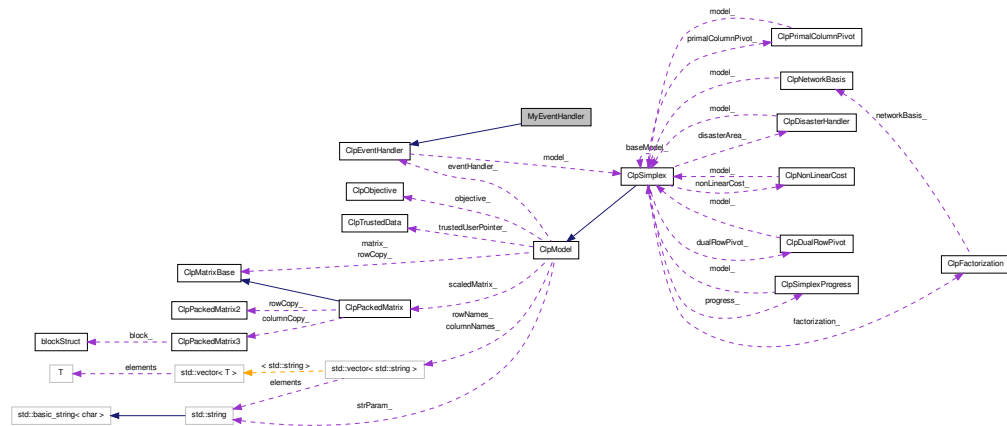 model_
primalColumnPivot_
ClpPrimalColumnPivot
model_
ClpNetworkBasis
MyEventHandler
model_
ClpDisasterHandler
networkBasis_
disasterArea_
ClpEventHandler
model_
baseModel_
eventHandler_
ClpSimplex
model_
ClpNonLinearCost
nonLinearCost_
ClpObjective
objective_
model_
ClpTrustedData
trustedUserPointer_
matrix_
rowCopy_
ClpModel
dualRowPivot_
ClpDualRowPivot
ClpFactorization
ClpMatrixBase
model_
scaledMatrix_
ClpSimplexProgress
ClpPackedMatrix2
rowCopy_
columnCopy_
ClpPackedMatrix
progress_
rowNames_
columnNames_
factorization_
blockStruct
block_
ClpPackedMatrix3
T
elements
std::vector< T >
< std::string >
std::vector< std::string >
elements
strParam_
std::basic_string< char >
std::string